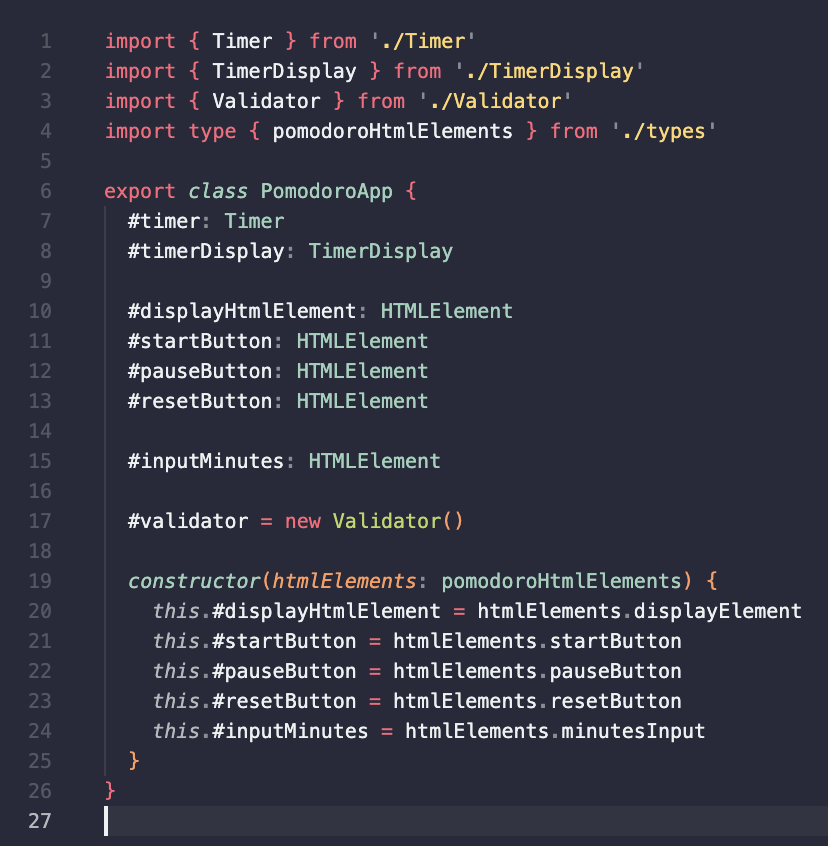 1 import { Timer } from './Timer'
2 import { TimerDisplay } from './TimerDisplay'
3 import { Validator } from './Validator'
4 import type { pomodoroHtmlElements } from './types'
5
6 export class PomodoroApp {
7 #timer: Timer
8 #timerDisplay: TimerDisplay
9
10 #displayHtmlElement: HTMLElement
11 #startButton: HTMLElement
12 #pauseButton: HTMLElement
13 #resetButton: HTMLElement
14
15 #inputMinutes: HTMLElement
16
17 #validator = new Validator()
18
19 constructor(htmlElements: pomodoroHtmlElements) {
20 this.#displayHtmlElement = htmlElements.displayElement
21 this.#startButton = htmlElements.startButton
22 this.#pauseButton = htmlElements.pauseButton
23 this.#resetButton = htmlElements.resetButton
24 this.#inputMinutes = htmlElements.minutesInput
25 }
26 }
27